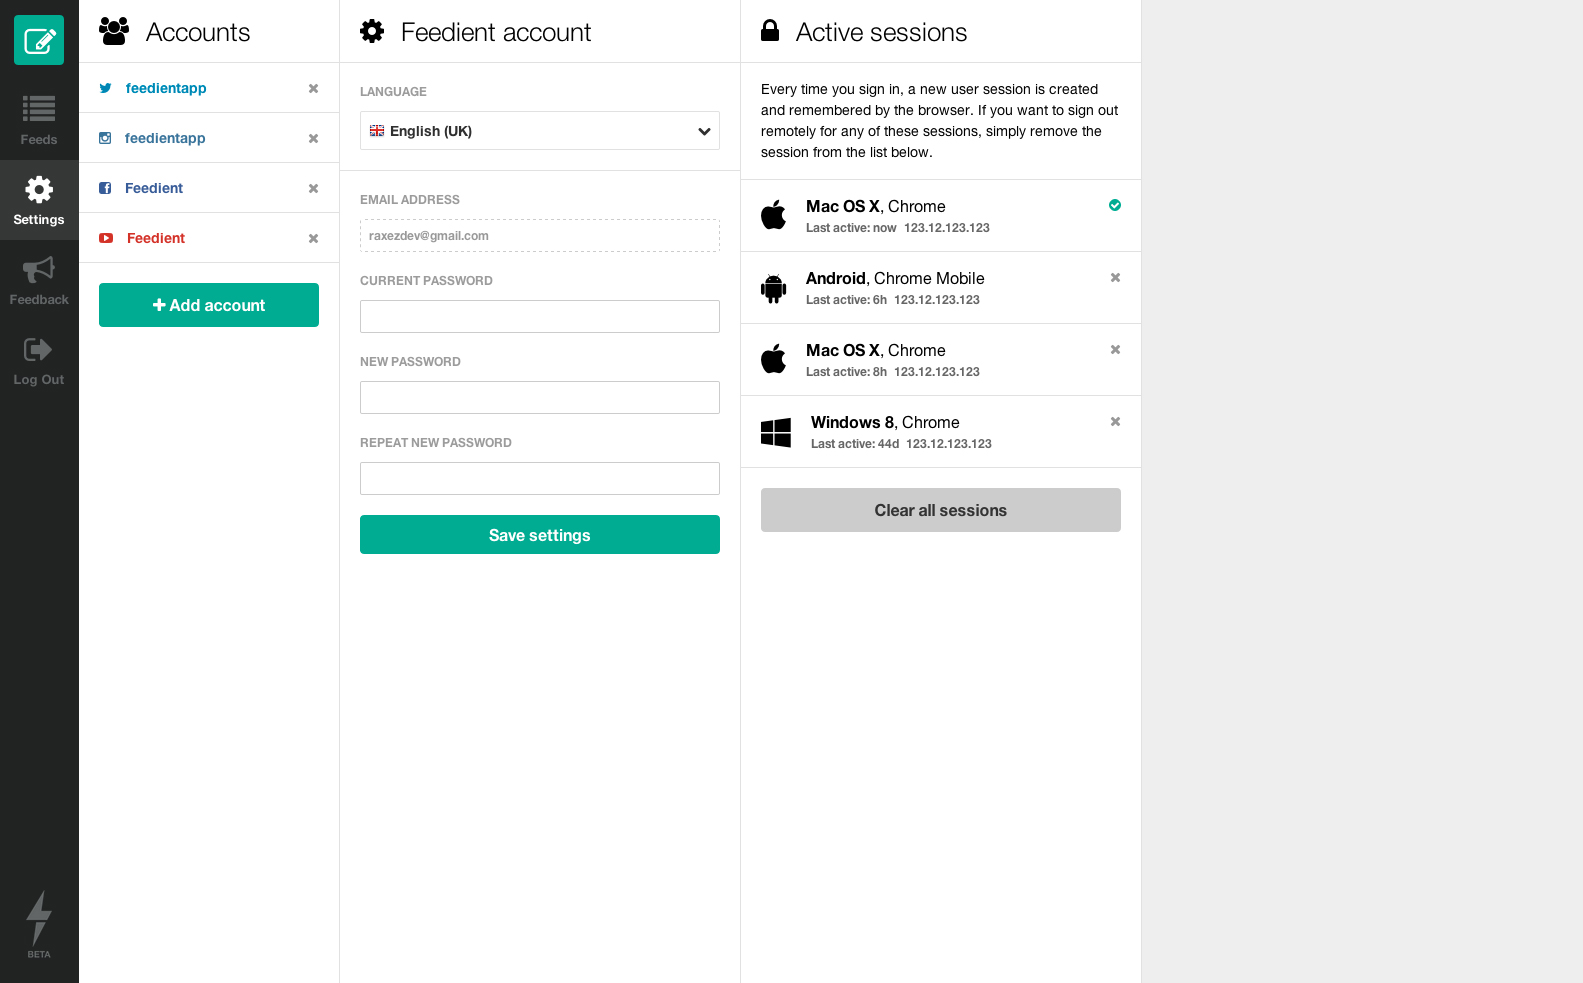 Feeds
Settings
Feedback
Log Out
BETA
Accounts
feedientapp
feedientapp
Feedient
Feedient
Add account
Feedient account
LANGUAGE
English (UK)
EMAIL ADDRESS
raxezdev@gmail.com
CURRENT PASSWORD
NEW PASSWORD
REPEAT NEW PASSWORD
Save settings
Active sessions
Every time you sign in, a new user session is created
and remembered by the browser. If you want to sign out
remotely for any of these sessions, simply remove the
session from the list below.
Mac OS X, Chrome
Last active: now 123.12.123.123
Android, Chrome Mobile
Last active: 6h 123.12.123.123
Mac OS X, Chrome
Last active: 8h 123.12.123.123
Windows 8, Chrome
Last active: 44d 123.12.123.123
Clear all sessions